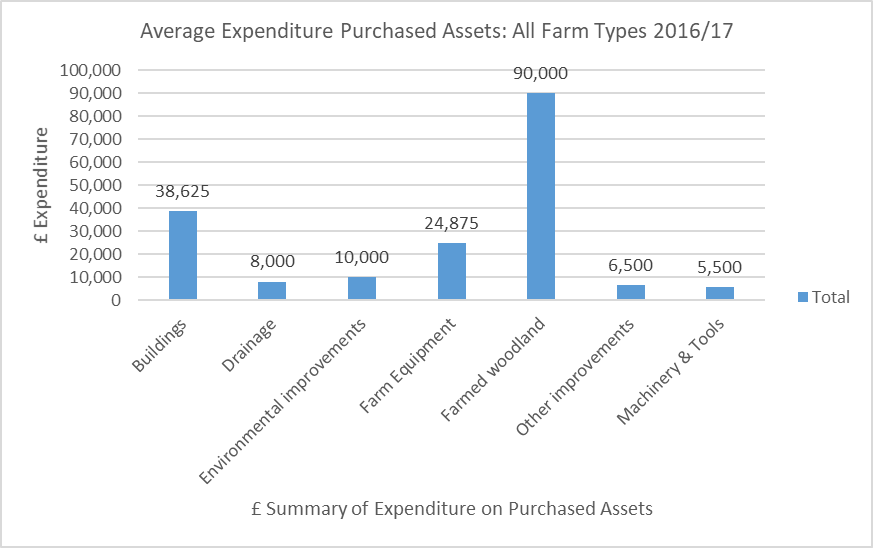 Average Expenditure Purchased Assets: All Farm Types 2016/17
£ Expenditure
100,000
90,000
80,000
70,000
60,000
50,000
40,000
30,000
20,000
10,000
0
38,625
8,000
10,000
24,875
90,000
6,500
5,500
Buildings
Drainage
Environmental improvements
Farm Equipment
Farmed woodland
Other improvements
Machinery & Tools
Total
£ Summary of Expenditure on Purchased Assets